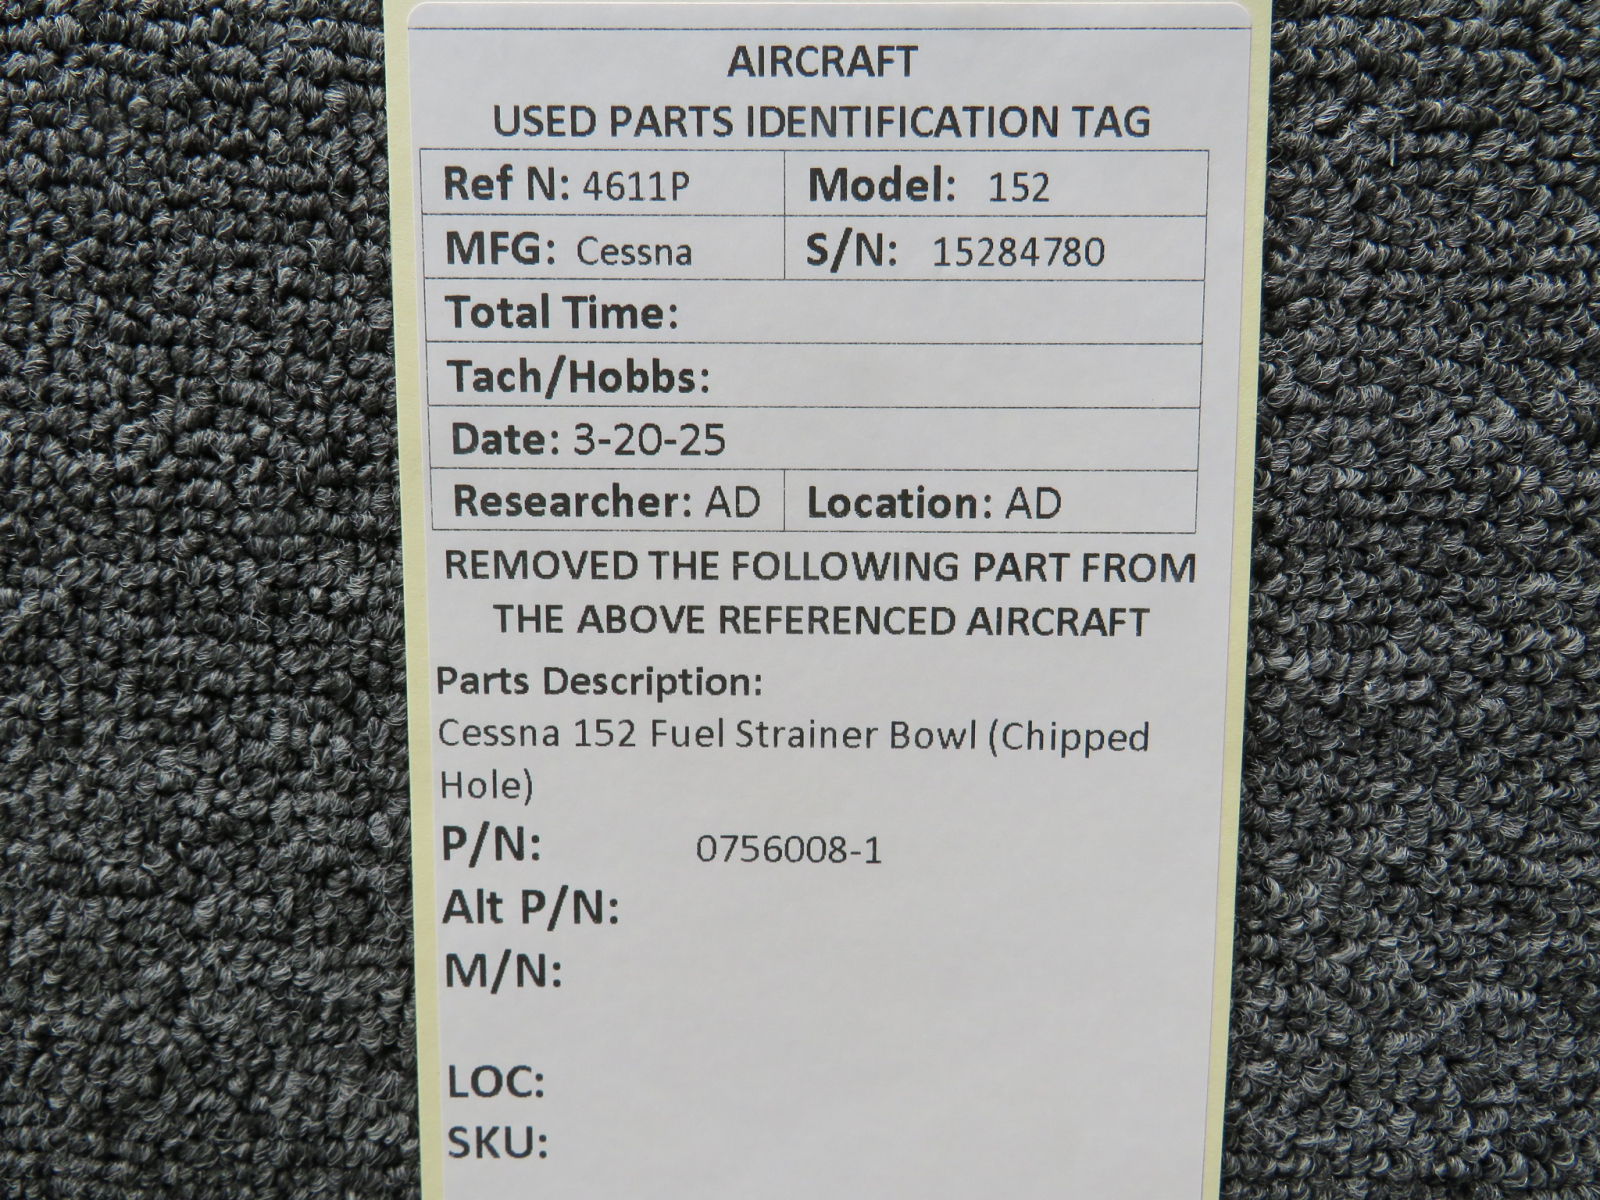 AIRCRAFT
USED PARTS IDENTIFICATION TAG
Ref N: 4611P Model: 152
MFG: Cessna S/N: 15284780
Total Time:
Tach/Hobbs:
Date: 3-20-25
Researcher: AD Location: AD
REMOVED THE FOLLOWING PART FROM
THE ABOVE REFERENCED AIRCRAFT
Parts Description:
Cessna 152 Fuel Strainer Bowl (Chipped
Hole)
P/N: 0756008-1
Alt P/N:
M/N:
LOC:
SKU: